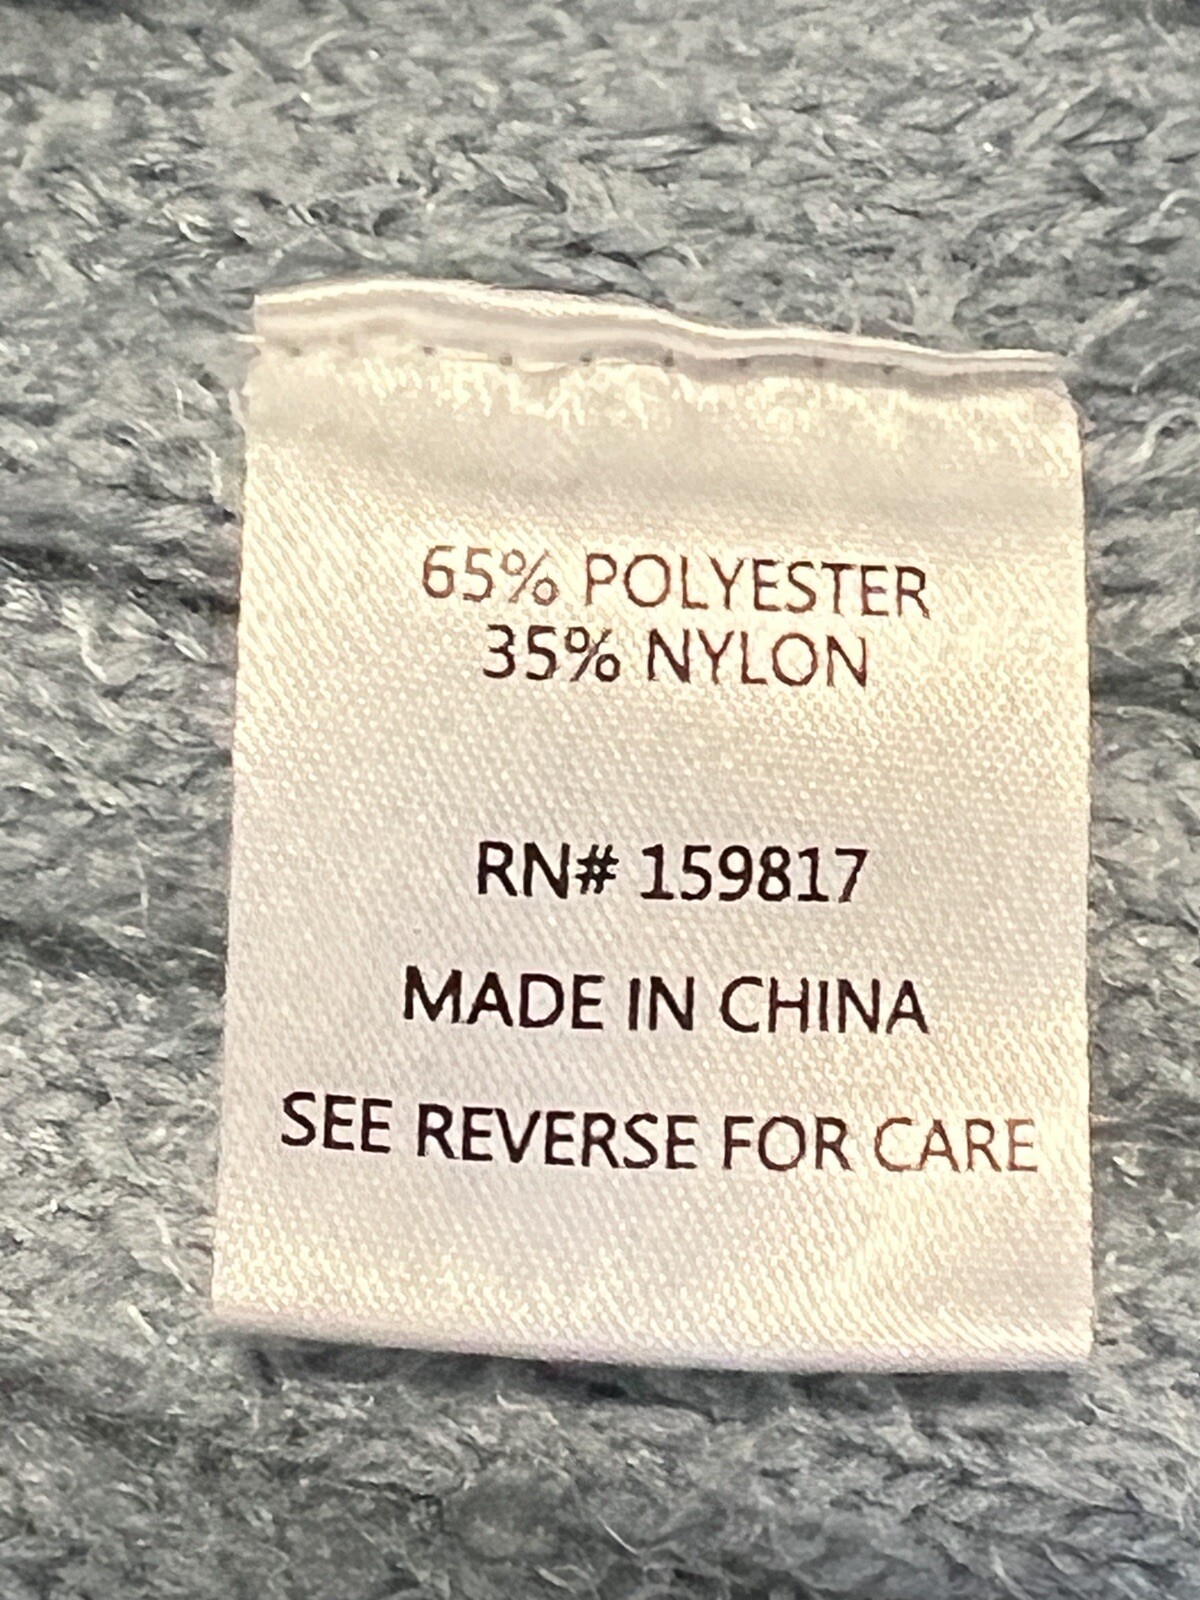 65% POLYESTER
35% NYLON
RN# 159817
MADE IN CHINA
SEE REVERSE FOR CARE